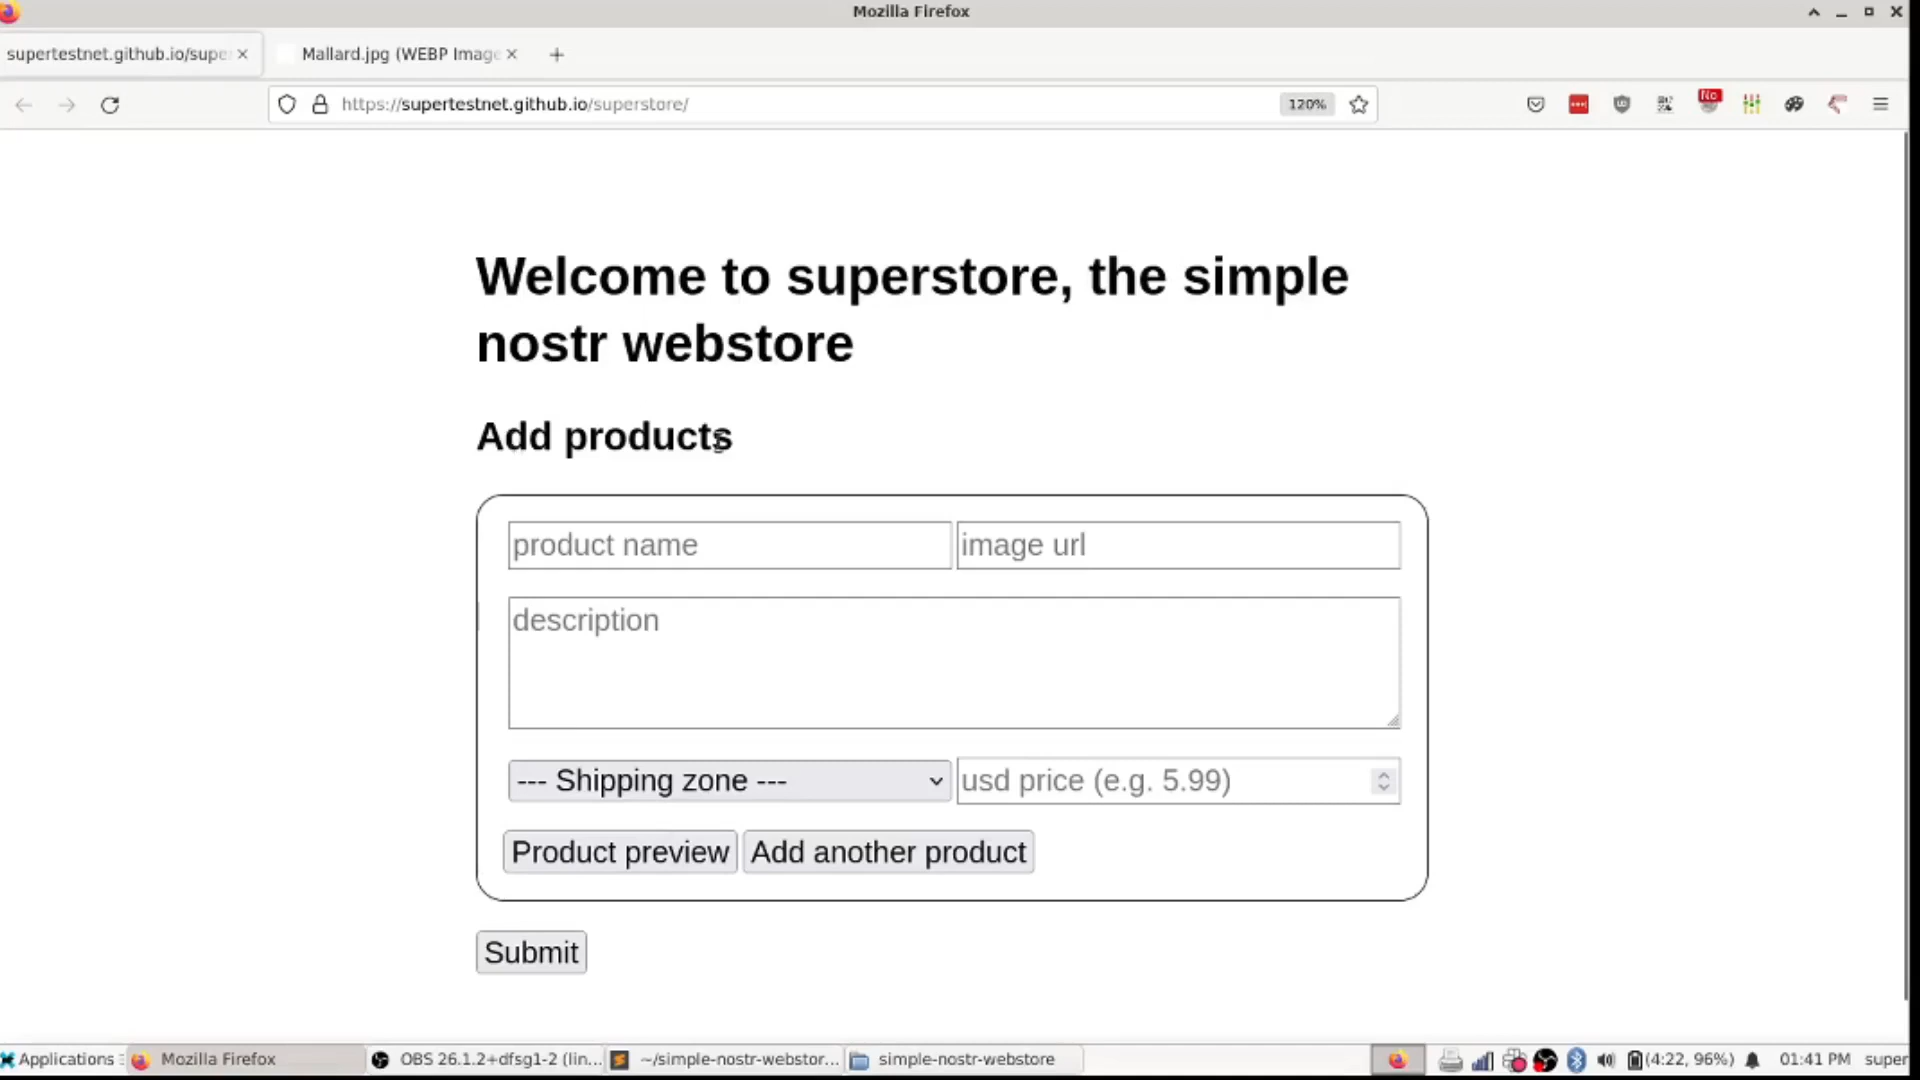 Mozilla Firefox
supertestnet.github.io/supe
Mallard.jpg (WEBP Image
https://supertestnet.github.io/superstore/
120%
No
Welcome to superstore, the simple
nostr webstore
Add products
product name
image url
description
--- Shipping zone ---
usd price (e.g. 5.99)
Product preview
Add another product
Submit
Applications
Mozilla Firefox
OBS 26.1.2+dfsg1-2 (lin...
~/simple-nostr-webstor...
simple-nostr-webstore
(4:22, 96%)
01:41 PM
super